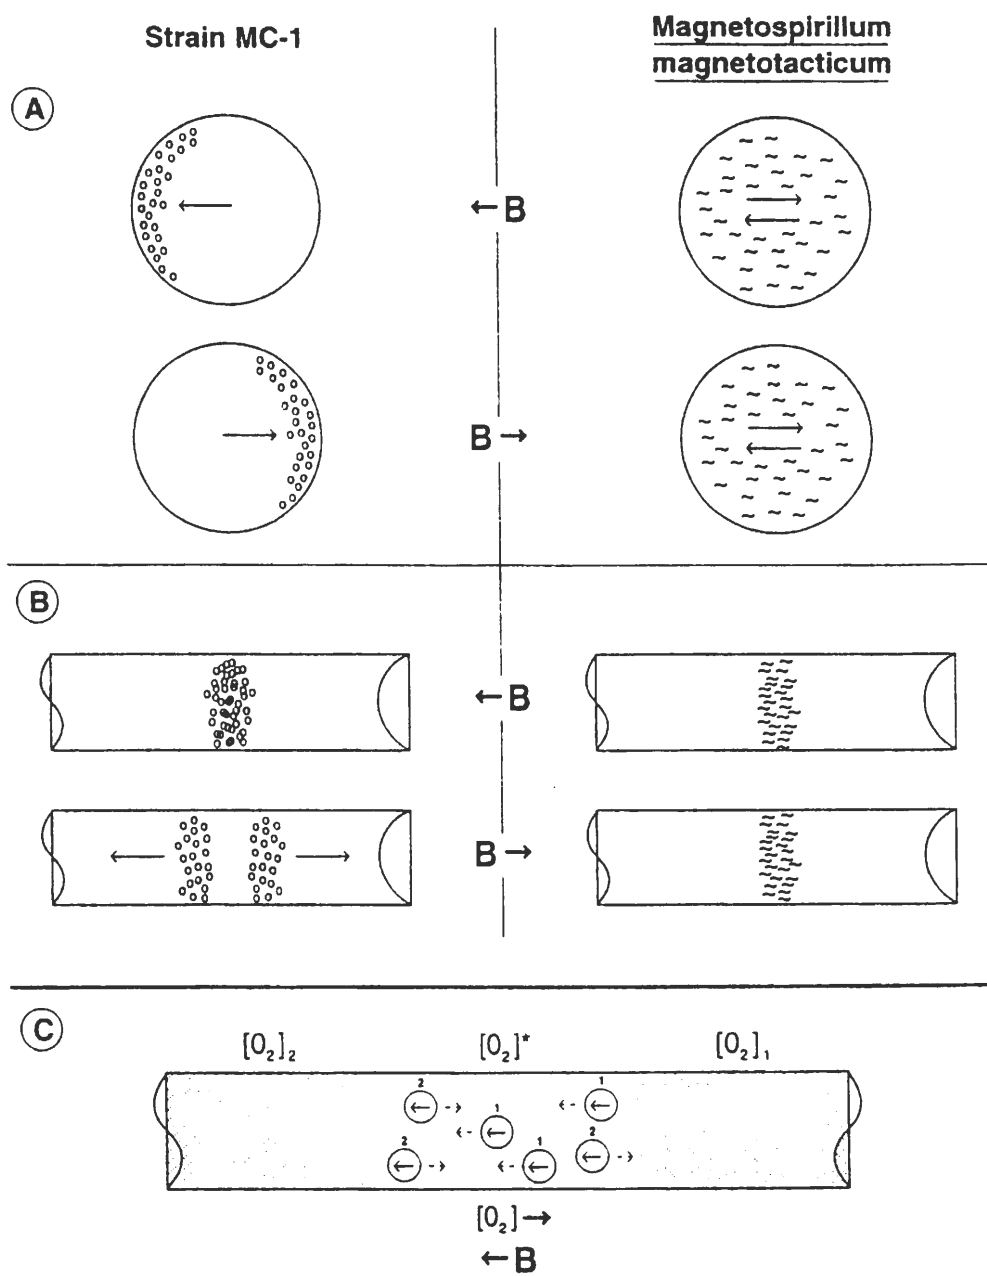 Strain MC-1
Magnetospirillum
magnetotacticum
A
←B
B→
B
←B
B→
C
[O₂]₂ [O₂]* [O₂]₁
2 1
1
2 1 2
[O₂]→
←B